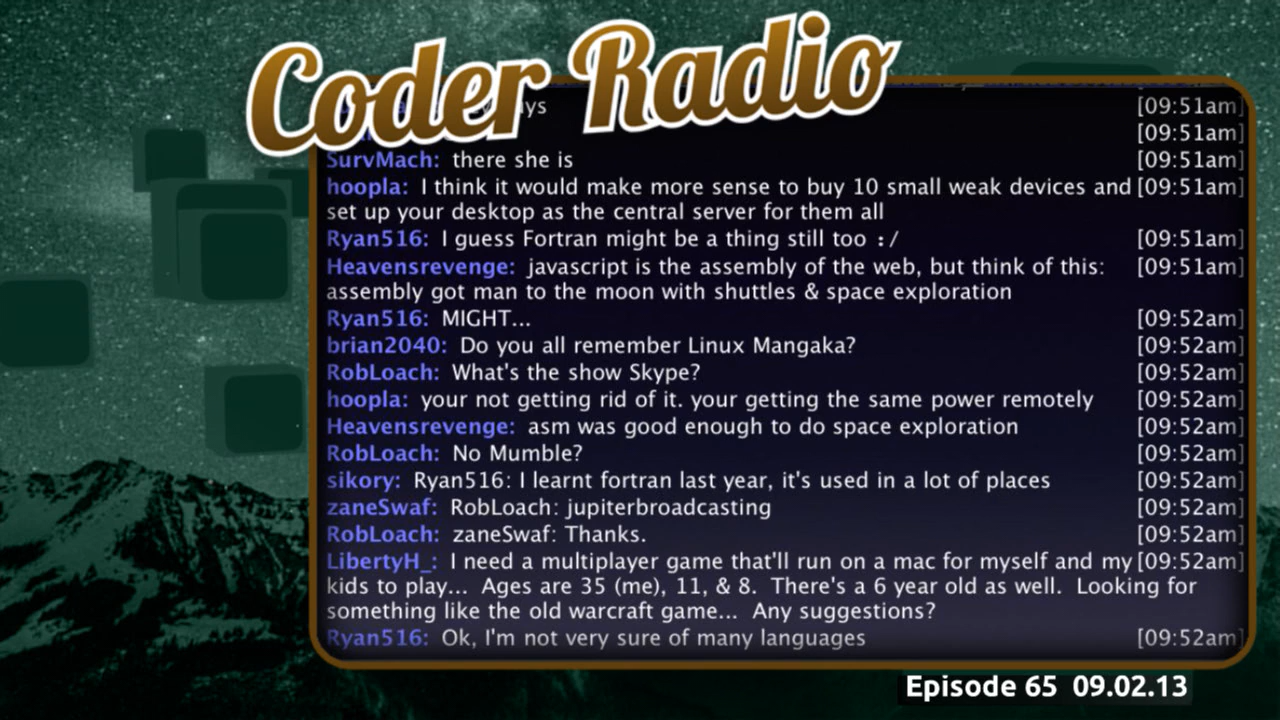 Coder Radio
[09:51am]
[09:51am]
SurvMach: there she is [09:51am]
hoopla: I think it would make more sense to buy 10 small weak devices and [09:51am]
set up your desktop as the central server for them all
Ryan516: I guess Fortran might be a thing still too :/ [09:51am]
Heavensrevenge: javascript is the assembly of the web, but think of this: [09:51am]
assembly got man to the moon with shuttles & space exploration
Ryan516: MIGHT... [09:52am]
brian2040: Do you all remember Linux Mangaka? [09:52am]
RobLoach: What's the show Skype? [09:52am]
hoopla: your not getting rid of it. your getting the same power remotely [09:52am]
Heavensrevenge: asm was good enough to do space exploration [09:52am]
RobLoach: No Mumble? [09:52am]
sikory: Ryan516: I learnt fortran last year, it's used in a lot of places [09:52am]
zaneSwaf: RobLoach: jupiterbroadcasting [09:52am]
RobLoach: zaneSwaf: Thanks. [09:52am]
LibertyH_: I need a multiplayer game that'll run on a mac for myself and my [09:52am]
kids to play... Ages are 35 (me), 11, & 8. There's a 6 year old as well. Looking for
something like the old warcraft game... Any suggestions?
Ryan516: Ok, I'm not very sure of many languages [09:52am]
Episode 65 09.02.13